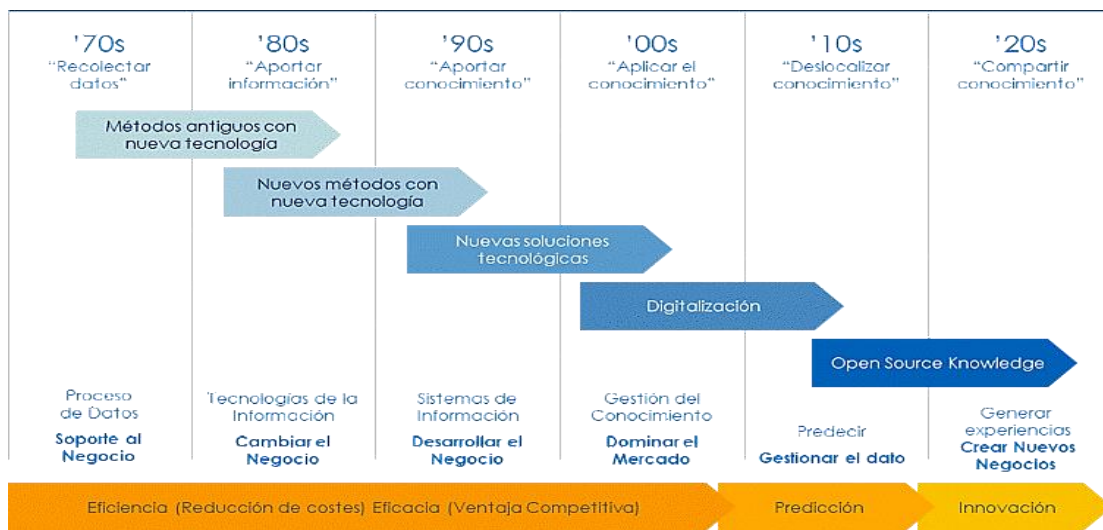 '70s
"Recolectar
datos"
'80s
"Aportar
información"
'90s
"Aportar
conocimiento"
'00s
"Aplicar el
conocimiento"
'10s
"Deslocalizar
conocimiento"
'20s
"Compartir
conocimiento"
Métodos antiguos con
nueva tecnología
Nuevos métodos con
nueva tecnología
Nuevas soluciones
tecnológicas
Digitalización
Open Source Knowledge
Proceso
de Datos
Soporte al
Negocio
Tecnologías de la
Información
Cambiar el
Negocio
Sistemas de
Información
Desarrollar el
Negocio
Gestión del
Conocimiento
Dominar el
Mercado
Predecir
Gestionar el dato
Generar
experiencias
Crear Nuevos
Negocios
Eficiencia (Reducción de costes) Eficacia (Ventaja Competitiva)
Predicción
Innovación